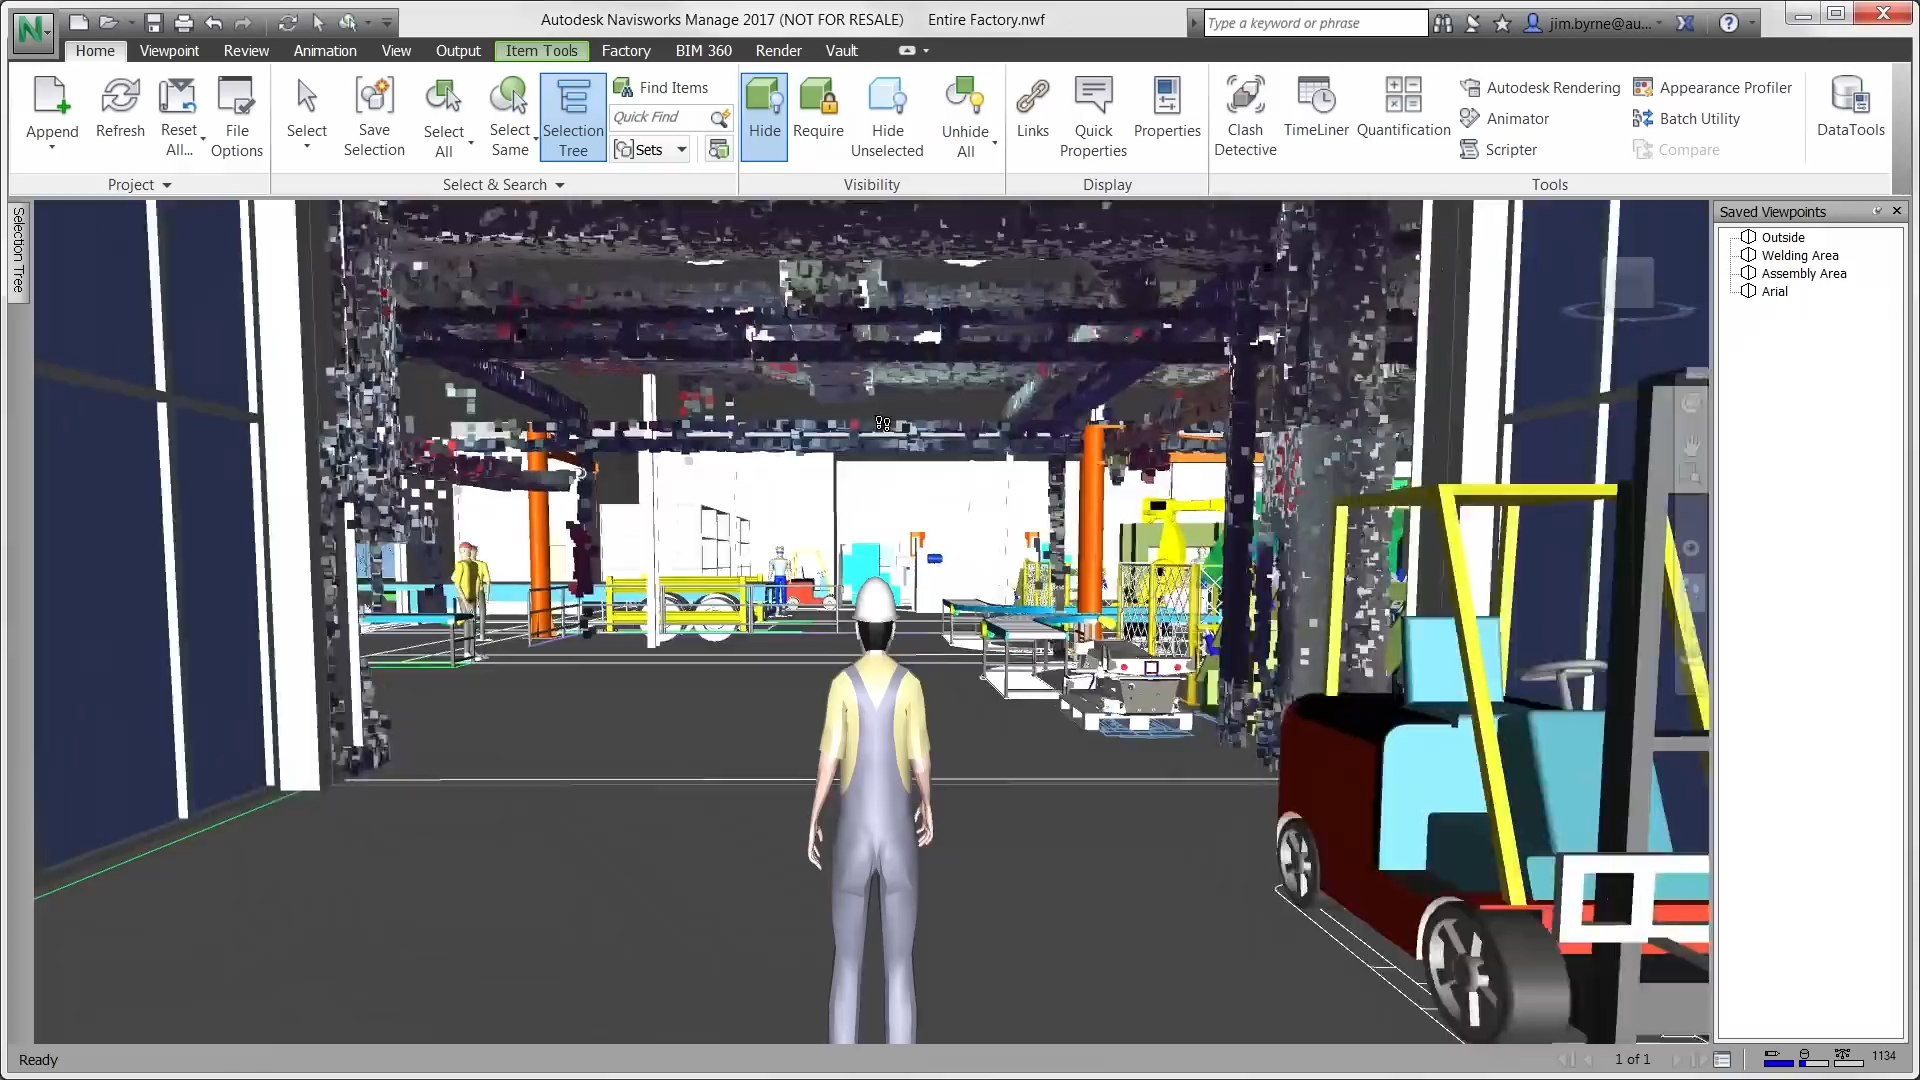 Autodesk Navisworks Manage 2017 (NOT FOR RESALE) Entire Factory.nwf
Type a keyword or phrase
jim.byrne@au...
Home Viewpoint Review Animation View Output Item Tools Factory BIM 360 Render Vault
Append
Refresh
Reset
All...
File
Options
Project
Select
Save
Selection
Select
All
Select
Same
Selection
Tree
Find Items
Quick Find
Sets
Select & Search
Hide
Require
Hide
Unselected
Unhide
All
Visibility
Links
Quick
Properties
Properties
Display
Clash
Detective
TimeLiner
Quantification
Autodesk Rendering
Animator
Scripter
Appearance Profiler
Batch Utility
Compare
DataTools
Tools
Selection Tree
Saved Viewpoints
Outside
Welding Area
Assembly Area
Arial
Ready
1 of 1
1134